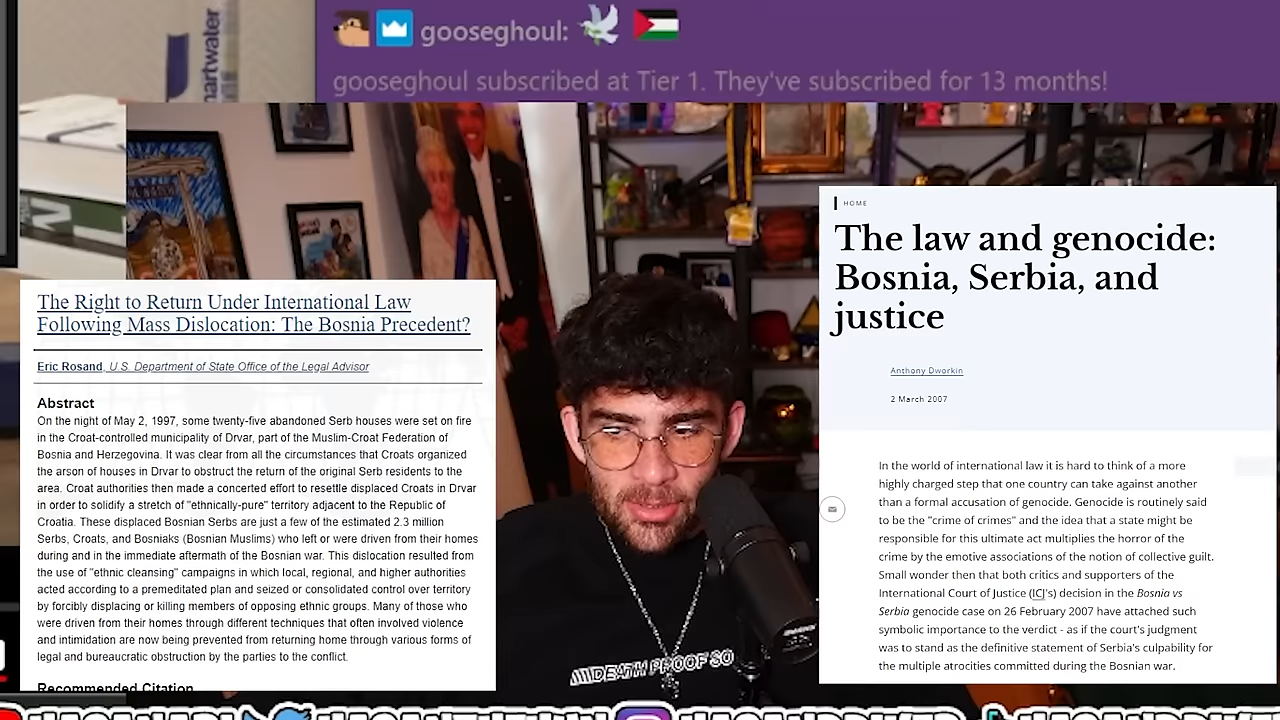 gooseghoul:
gooseghoul subscribed at Tier 1. They've subscribed for 13 months!
The Right to Return Under International Law
Following Mass Dislocation: The Bosnia Precedent?
Eric Rosand, U.S. Department of State Office of the Legal Advisor
Abstract
On the night of May 2, 1997, some twenty-five abandoned Serb houses were set on fire
in the Croat-controlled municipality of Drvar, part of the Muslim-Croat Federation of
Bosnia and Herzegovina. It was clear from all the circumstances that Croats organized
the arson of houses in Drvar to obstruct the return of the original Serb residents to the
area. Croat authorities then made a concerted effort to resettle displaced Croats in Drvar
in order to solidify a stretch of "ethnically-pure" territory adjacent to the Republic of
Croatia. These displaced Bosnian Serbs are just a few of the estimated 2.3 million
Serbs, Croats, and Bosniaks (Bosnian Muslims) who left or were driven from their homes
during and in the immediate aftermath of the Bosnian war. This dislocation resulted from
the use of "ethnic cleansing" campaigns in which local, regional, and higher authorities
acted according to a premeditated plan and seized or consolidated control over territory
by forcibly displacing or killing members of opposing ethnic groups. Many of those who
were driven from their homes through different techniques that often involved violence
and intimidation are now being prevented from returning home through various forms of
legal and bureaucratic obstruction by the parties to the conflict.
Recommended Citation
HOME
The law and genocide:
Bosnia, Serbia, and
justice
Anthony Dworkin
2 March 2007
In the world of international law it is hard to think of a more
highly charged step that one country can take against another
than a formal accusation of genocide. Genocide is routinely said
to be the "crime of crimes" and the idea that a state might be
responsible for this ultimate act multiplies the horror of the
crime by the emotive associations of the notion of collective guilt.
Small wonder then that both critics and supporters of the
International Court of Justice (ICJ's) decision in the Bosnia vs
Serbia genocide case on 26 February 2007 have attached such
symbolic importance to the verdict - as if the court's judgment
was to stand as the definitive statement of Serbia's culpability for
the multiple atrocities committed during the Bosnian war.
DEATH PROOF SO